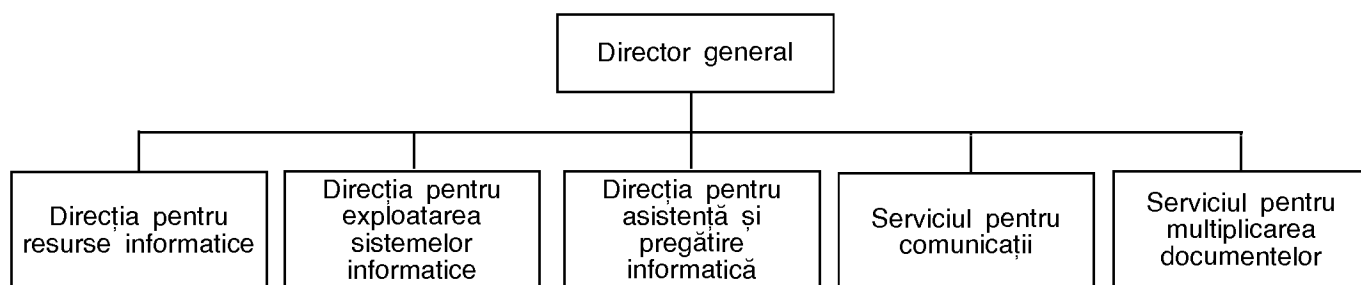 Director general
Direcția pentru
resurse informatice
Direcția pentru
exploatarea
sistemelor
informatice
Direcția pentru
asistență și
pregătire
informatică
Serviciul pentru
comunicații
Serviciul pentru
multiplicarea
documentelor